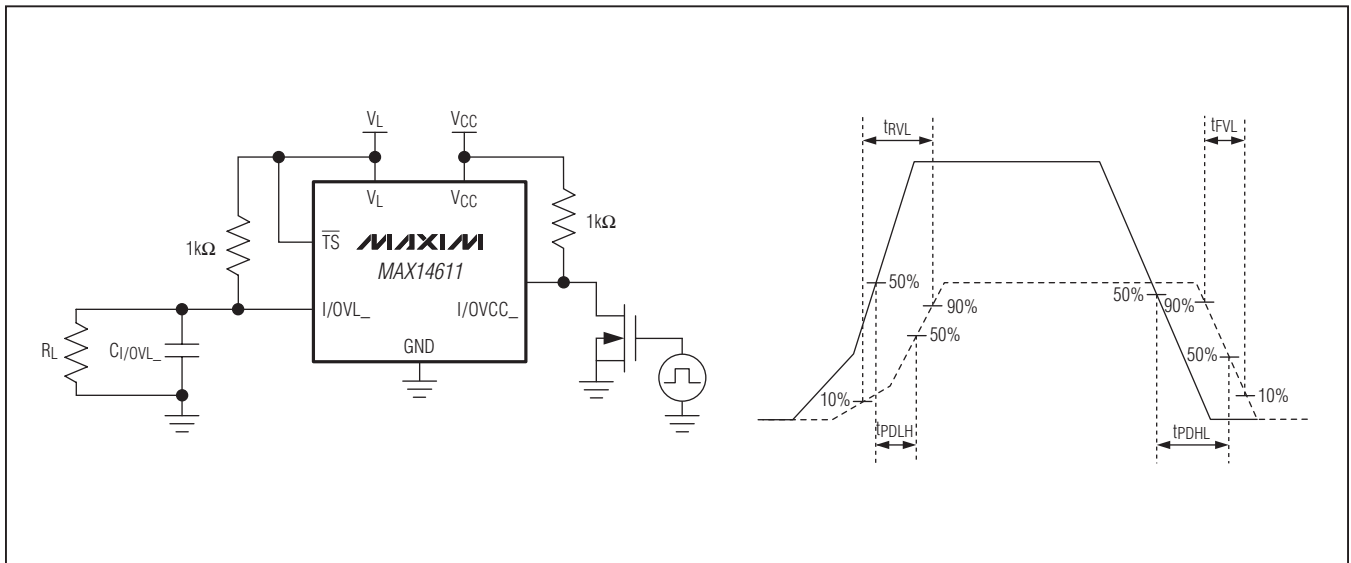 VL
VCC
VL
VCC
1kΩ
1kΩ
TS
MAXIM
MAX14611
I/OVL_
I/OVCC_
GND
RL
CI/OVL_
tRVL
tFVL
50%
90%
50%
10%
50%
90%
50%
10%
tPDLH
tPDHL